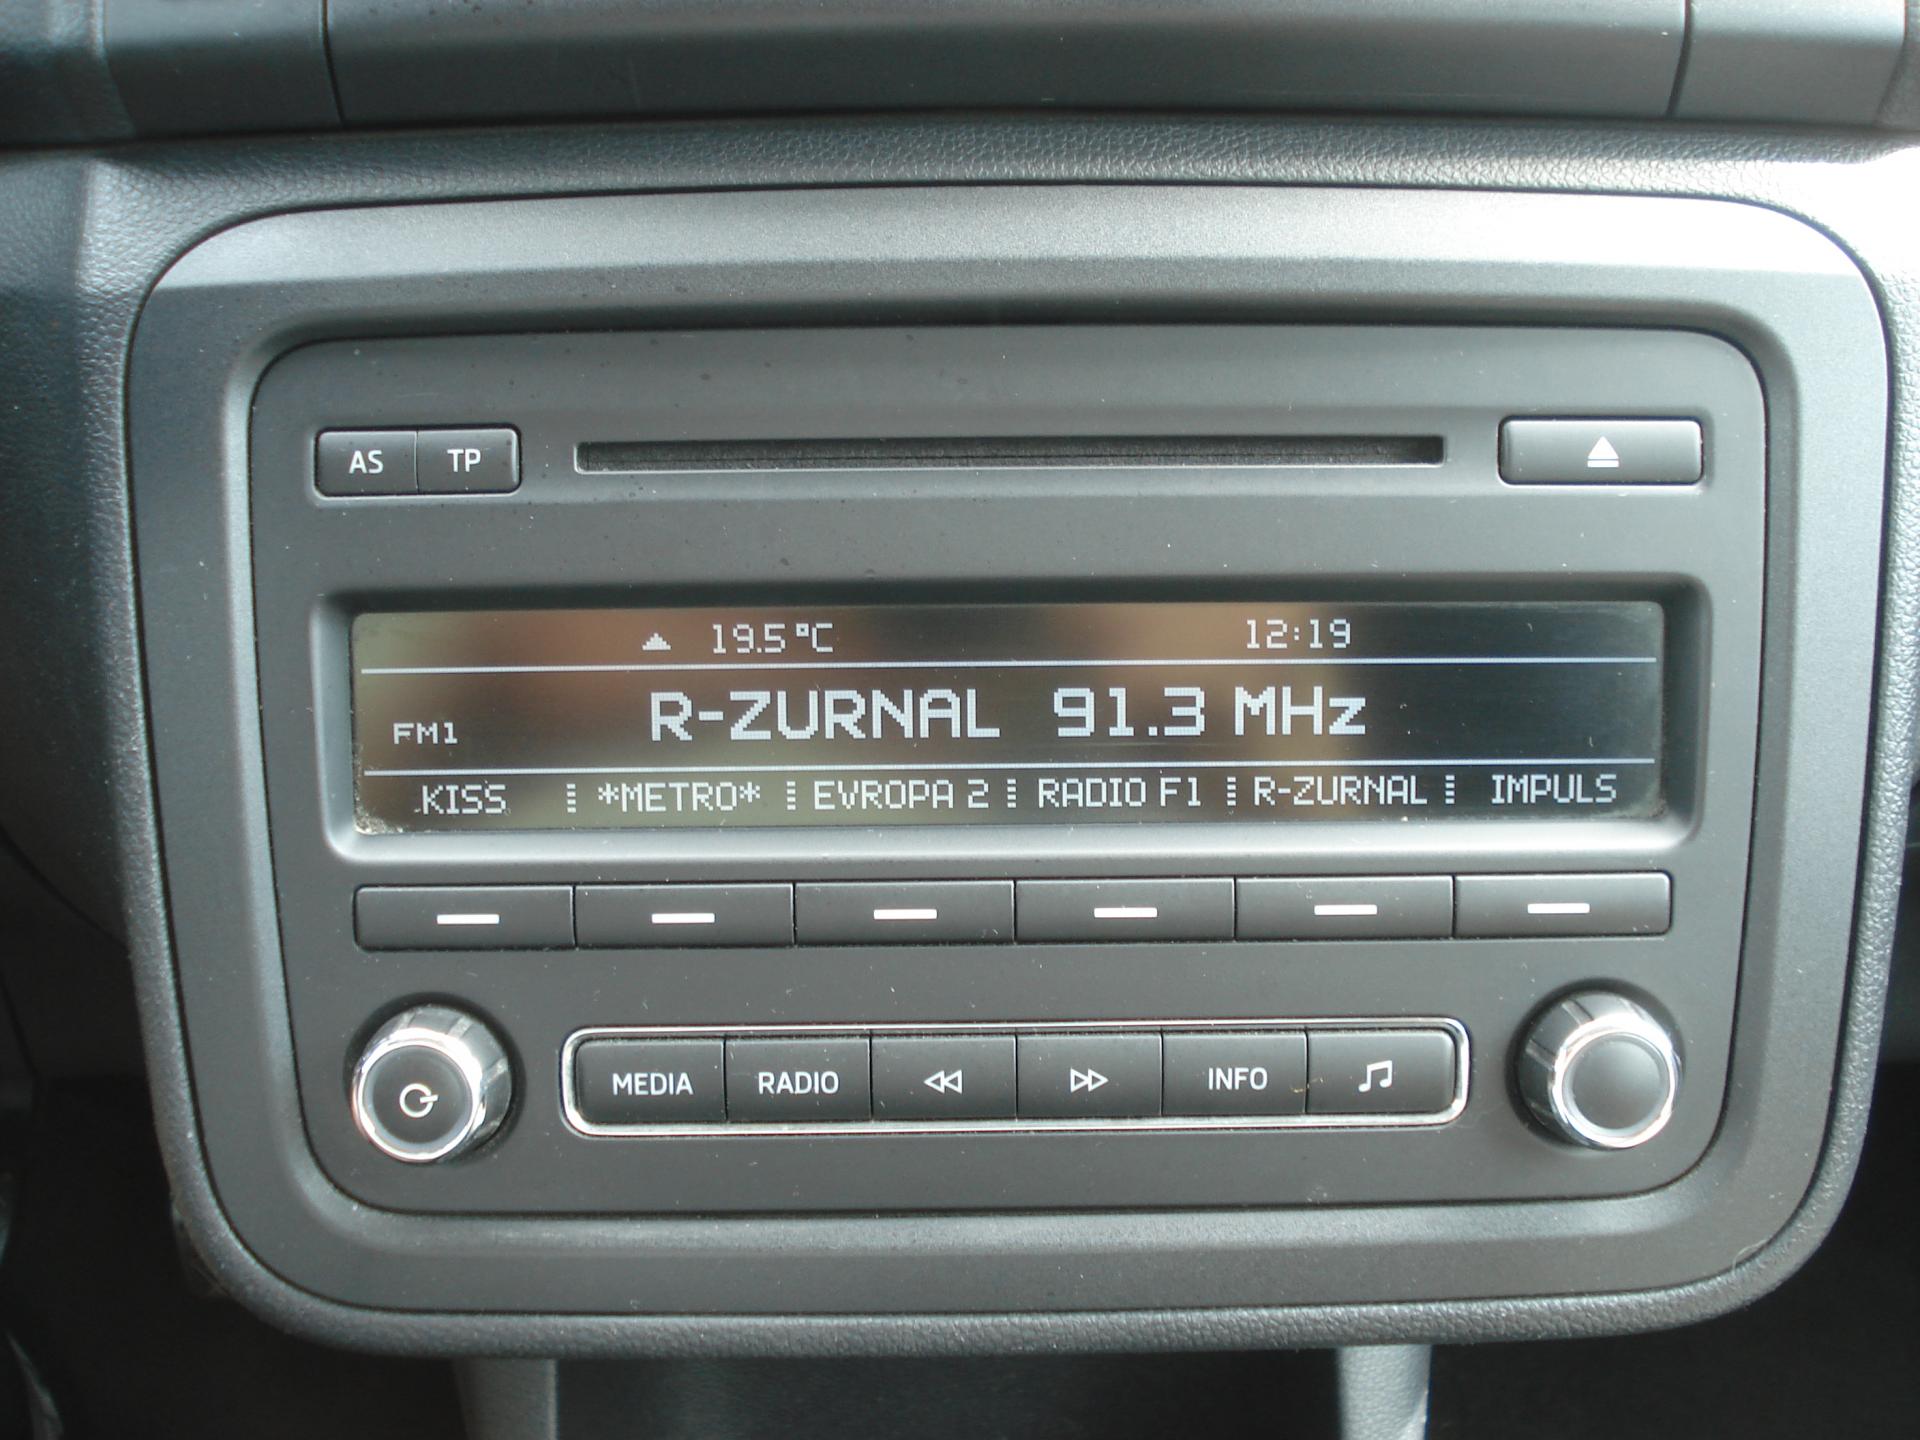 AS TP
19.5°C 12:19
FM1 R-ZURNAL 91.3 MHz
KISS *METRO* EVROPA 2 RADIO F1 R-ZURNAL IMPULS
MEDIA RADIO INFO